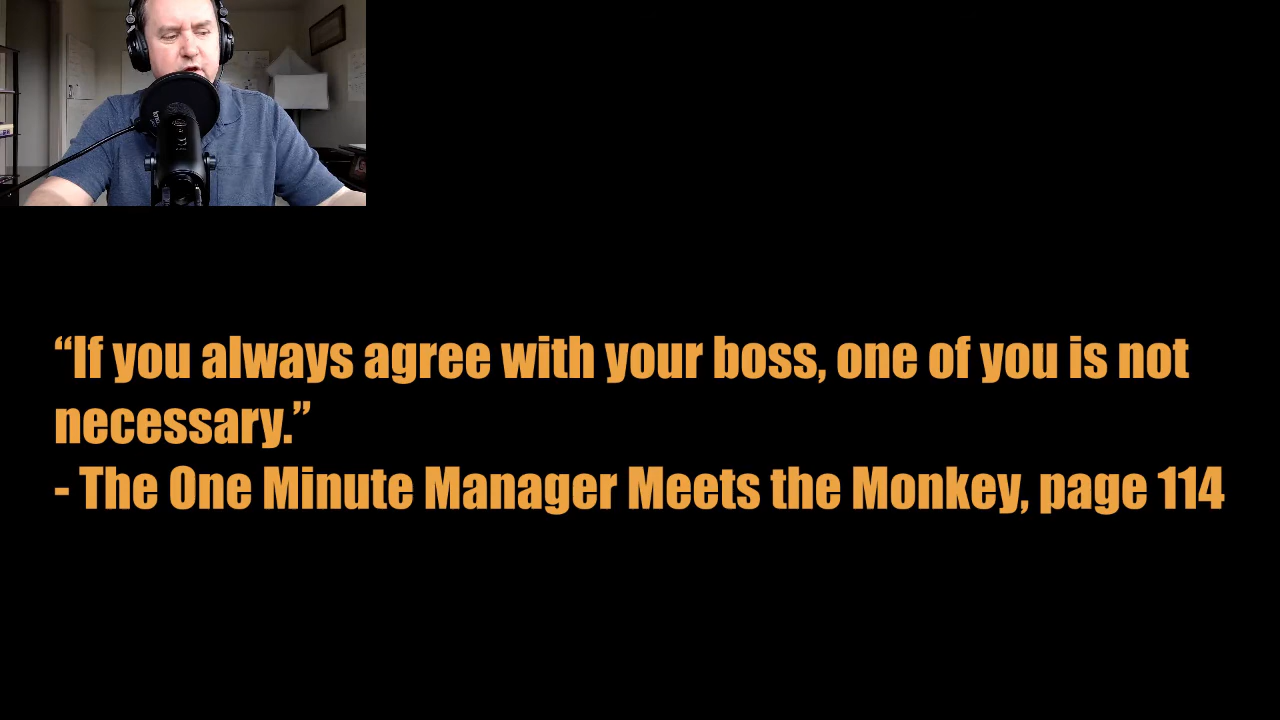 “If you always agree with your boss, one of you is not
necessary.”
- The One Minute Manager Meets the Monkey, page 114